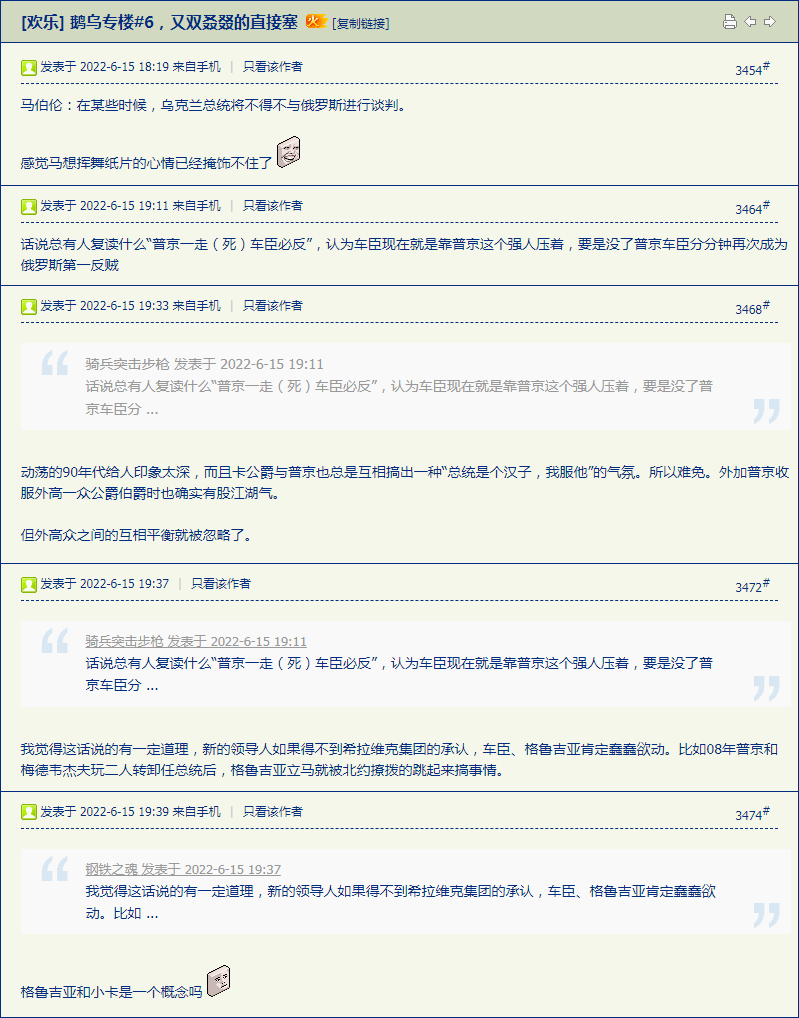 [欢乐] 鹅乌专楼#6，又双叒叕的直接塞 火 [复制链接]
发表于 2022-6-15 18:19 来自手机 | 只看该作者 3454#
马伯伦：在某些时候，乌克兰总统将不得不与俄罗斯进行谈判。
感觉马想挥舞纸片的心情已经掩饰不住了
发表于 2022-6-15 19:11 来自手机 | 只看该作者 3464#
话说总有人复读什么“普京一走（死）车臣必反”，认为车臣现在就是靠普京这个强人压着，要是没了普京车臣分分钟再次成为
俄罗斯第一反贼
发表于 2022-6-15 19:33 来自手机 | 只看该作者 3468#
骑兵突击步枪 发表于 2022-6-15 19:11
话说总有人复读什么“普京一走（死）车臣必反”，认为车臣现在就是靠普京这个强人压着，要是没了普
京车臣分 ...
动荡的90年代给人印象太深，而且卡公爵与普京也总是互相搞出一种“总统是个汉子，我服他”的气氛。所以难免。外加普京收
服外高一众公爵伯爵时也确实有股江湖气。
但外高众之间的互相平衡就被忽略了。
发表于 2022-6-15 19:37 | 只看该作者 3472#
骑兵突击步枪 发表于 2022-6-15 19:11
话说总有人复读什么“普京一走（死）车臣必反”，认为车臣现在就是靠普京这个强人压着，要是没了普
京车臣分 ...
我觉得这话说的有一定道理，新的领导人如果得不到希拉维克集团的承认，车臣、格鲁吉亚肯定蠢蠢欲动。比如08年普京和
梅德韦杰夫玩二人转卸任总统后，格鲁吉亚立马就被北约撩拨的跳起来搞事情。
发表于 2022-6-15 19:39 来自手机 | 只看该作者 3474#
钢铁之魂 发表于 2022-6-15 19:37
我觉得这话说的有一定道理，新的领导人如果得不到希拉维克集团的承认，车臣、格鲁吉亚肯定蠢蠢欲
动。比如 ...
格鲁吉亚和小卡是一个概念吗